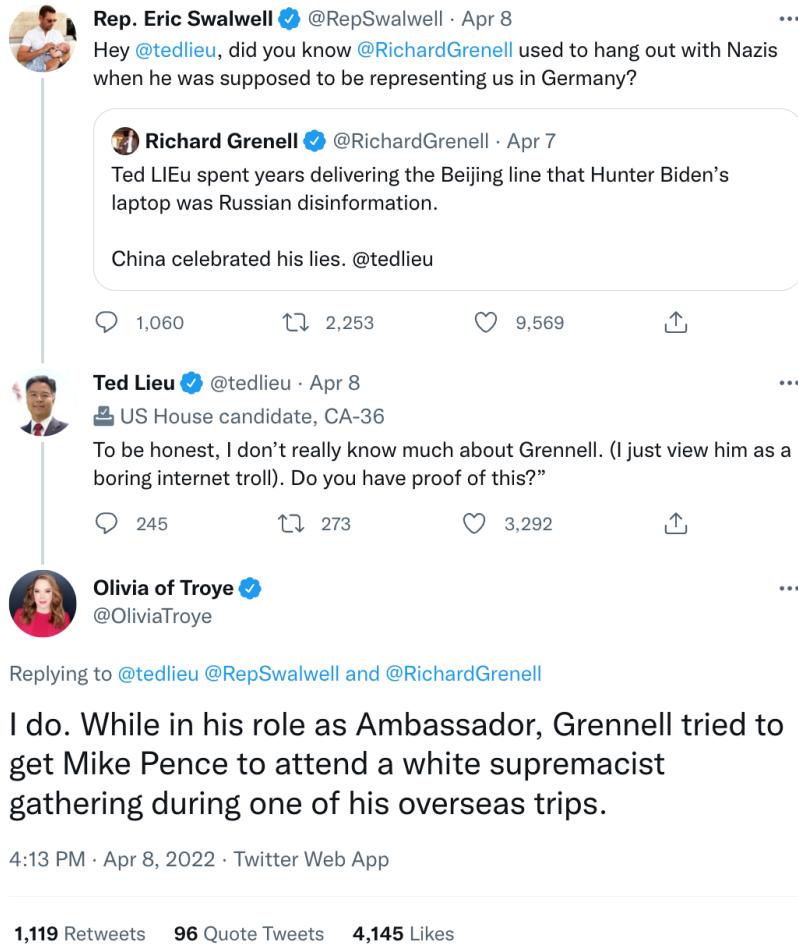 Rep. Eric Swalwell @RepSwalwell · Apr 8
Hey @tedlieu, did you know @RichardGrenell used to hang out with Nazis
when he was supposed to be representing us in Germany?
Richard Grenell @RichardGrenell · Apr 7
Ted LIEu spent years delivering the Beijing line that Hunter Biden's
laptop was Russian disinformation.
China celebrated his lies. @tedlieu
1,060 2,253 9,569
Ted Lieu @tedlieu · Apr 8
US House candidate, CA-36
To be honest, I don't really know much about Grennell. (I just view him as a
boring internet troll). Do you have proof of this?”
245 273 3,292
Olivia of Troye
@OliviaTroye
Replying to @tedlieu @RepSwalwell and @RichardGrenell
I do. While in his role as Ambassador, Grennell tried to
get Mike Pence to attend a white supremacist
gathering during one of his overseas trips.
4:13 PM · Apr 8, 2022 · Twitter Web App
1,119 Retweets 96 Quote Tweets 4,145 Likes